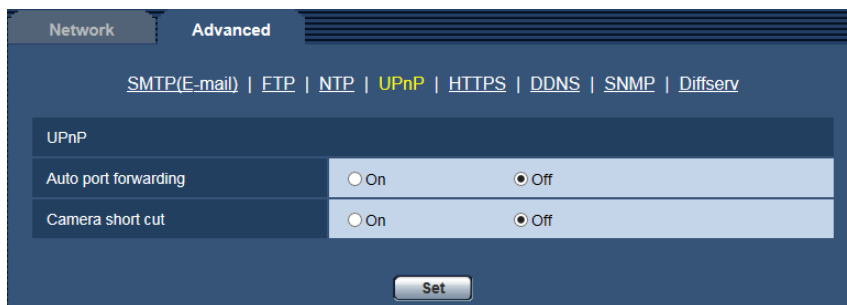 Network Advanced
SMTP(E-mail) | FTP | NTP | UPnP | HTTPS | DDNS | SNMP | Diffserv
UPnP
Auto port forwarding On Off
Camera short cut On Off
Set